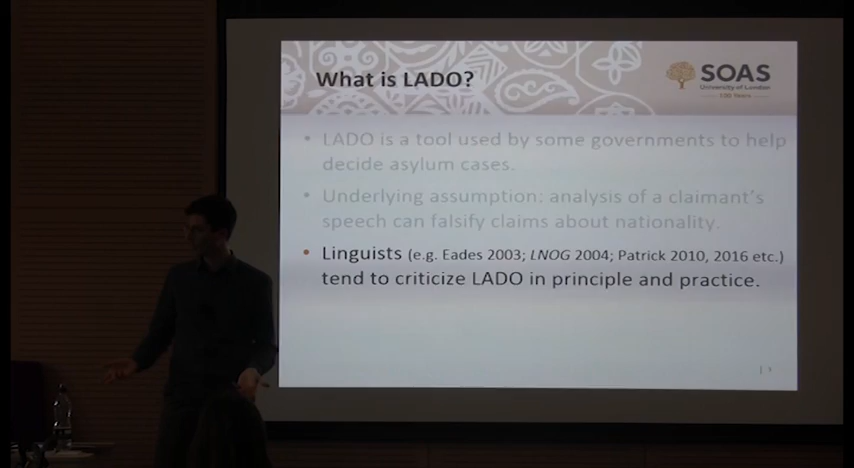 What is LADO?
SOAS
University of London
100 Years
• LADO is a tool used by some governments to help
decide asylum cases.
• Underlying assumption: analysis of a claimant's
speech can falsify claims about nationality.
• Linguists (e.g. Eades 2003; LNOG 2004; Patrick 2010, 2016 etc.)
tend to criticize LADO in principle and practice.